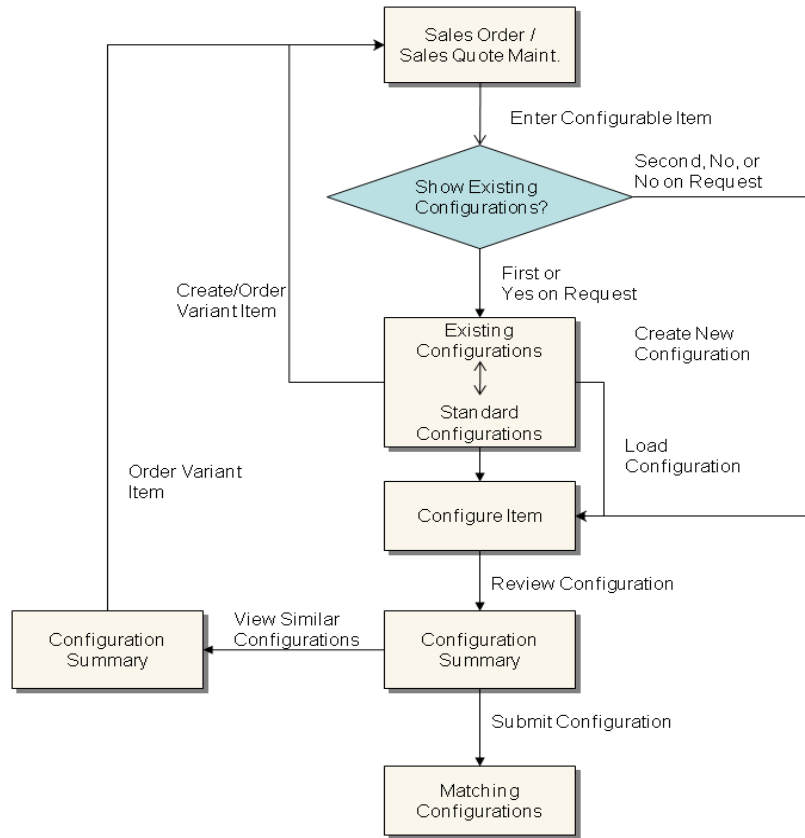 Sales Order /
Sales Quote Maint.
Enter Configurable Item
Second, No, or
No on Request
Show Existing
Configurations?
First or
Yes on Request
Create/Order
Variant Item
Existing
Configurations
Create New
Configuration
Standard
Configurations
Load
Configuration
Order Variant
Item
Configure Item
Review Configuration
View Similar
Configurations
Configuration
Summary
Configuration
Summary
Submit Configuration
Matching
Configurations